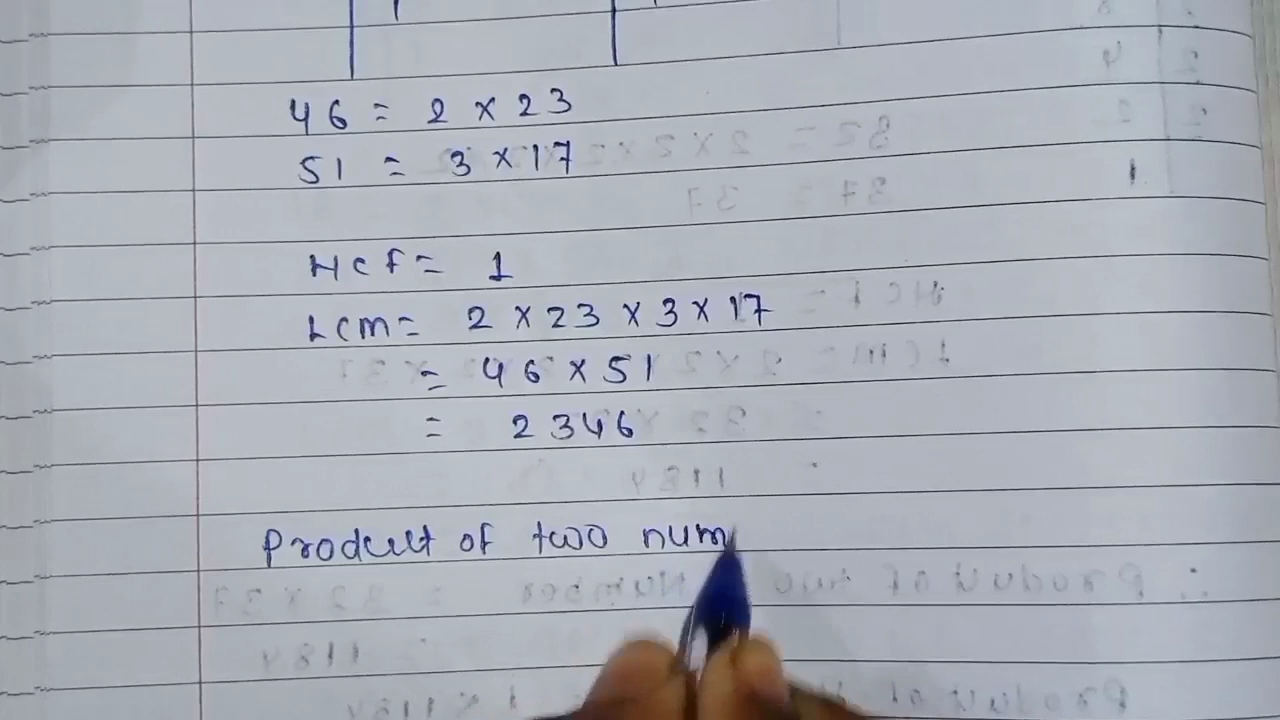 46 = 2 × 23
51 = 3 × 17
HCF = 1
LCM = 2 × 23 × 3 × 17
= 46 × 51
= 2346
Product of two num